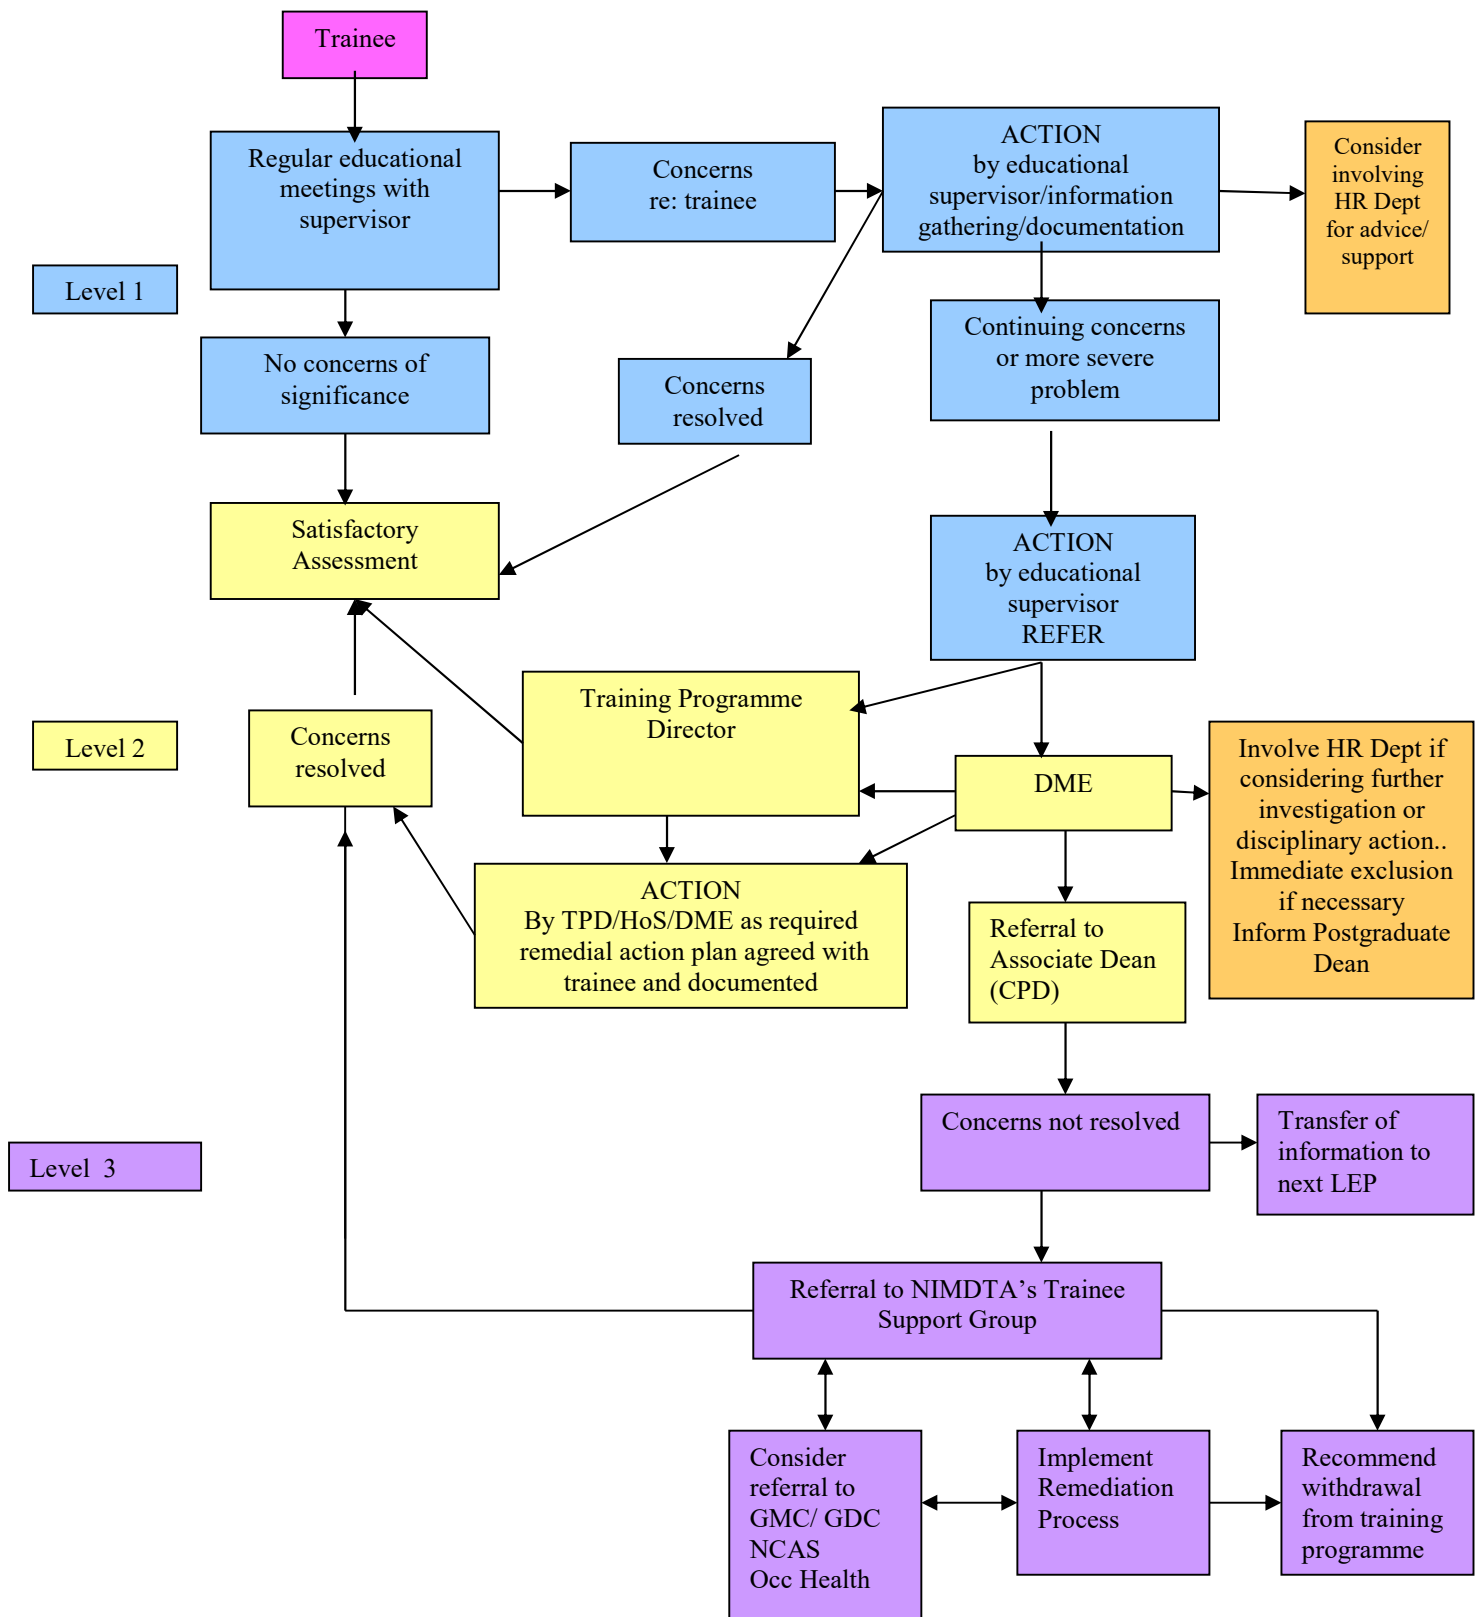 Trainee
Regular educational
meetings with
supervisor
Concerns
re: trainee
ACTION
by educational
supervisor/information
gathering/documentation
Consider
involving
HR Dept
for advice/
support
Level 1
No concerns of
significance
Concerns
resolved
Continuing concerns
or more severe
problem
Satisfactory
Assessment
ACTION
by educational
supervisor
REFER
Level 2
Concerns
resolved
Training Programme
Director
DME
Involve HR Dept if
considering further
investigation or
disciplinary action..
Immediate exclusion
if necessary
Inform Postgraduate
Dean
ACTION
By TPD/HoS/DME as required
remedial action plan agreed with
trainee and documented
Referral to
Associate Dean
(CPD)
Level  3
Concerns not resolved
Transfer of
information to
next LEP
Referral to NIMDTA’s Trainee
Support Group
Consider
referral to
GMC/ GDC
NCAS
Occ Health
Implement
Remediation
Process
Recommend
withdrawal
from training
programme